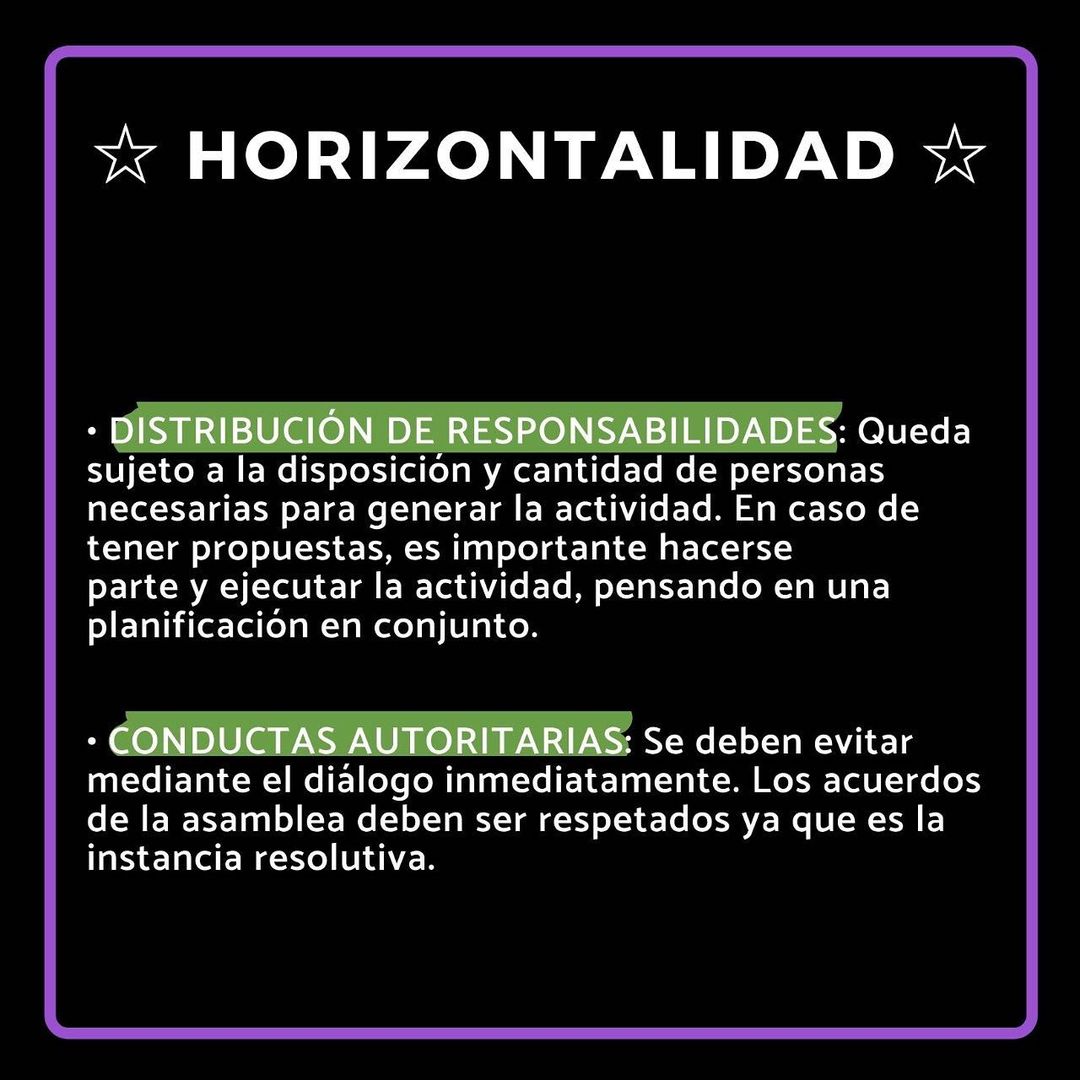 ☆ HORIZONTALIDAD ☆
• DISTRIBUCIÓN DE RESPONSABILIDADES: Queda
sujeto a la disposición y cantidad de personas
necesarias para generar la actividad. En caso de
tener propuestas, es importante hacerse
parte y ejecutar la actividad, pensando en una
planificación en conjunto.
• CONDUCTAS AUTORITARIAS: Se deben evitar
mediante el diálogo inmediatamente. Los acuerdos
de la asamblea deben ser respetados ya que es la
instancia resolutiva.